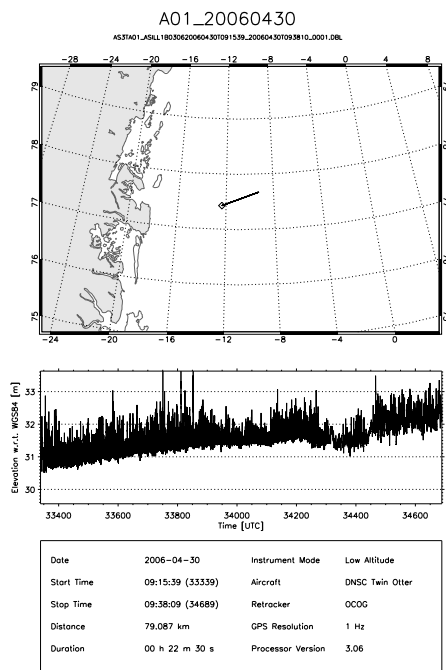 A01_20060430
AS3TA01_ASIWL1B030620060430T091539_20060430T093810_0001.DBL
-28 -24 -20 -16 -12 -8 -4 0 4 8
79
78
77
76
75
-24 -20 -16 -12 -8 -4 0
Elevation w.r.t. WGS84 [m]
33
32
31
30
33400 33600 33800 34000 34200 34400 34600
Time [UTC]
Date 2006-04-30 Instrument Mode Low Altitude
Start Time 09:15:39 (33339) Aircraft DNSC Twin Otter
Stop Time 09:38:09 (34689) Retracker OCOG
Distance 79.087 km GPS Resolution 1 Hz
Duration 00 h 22 m 30 s Processor Version 3.06